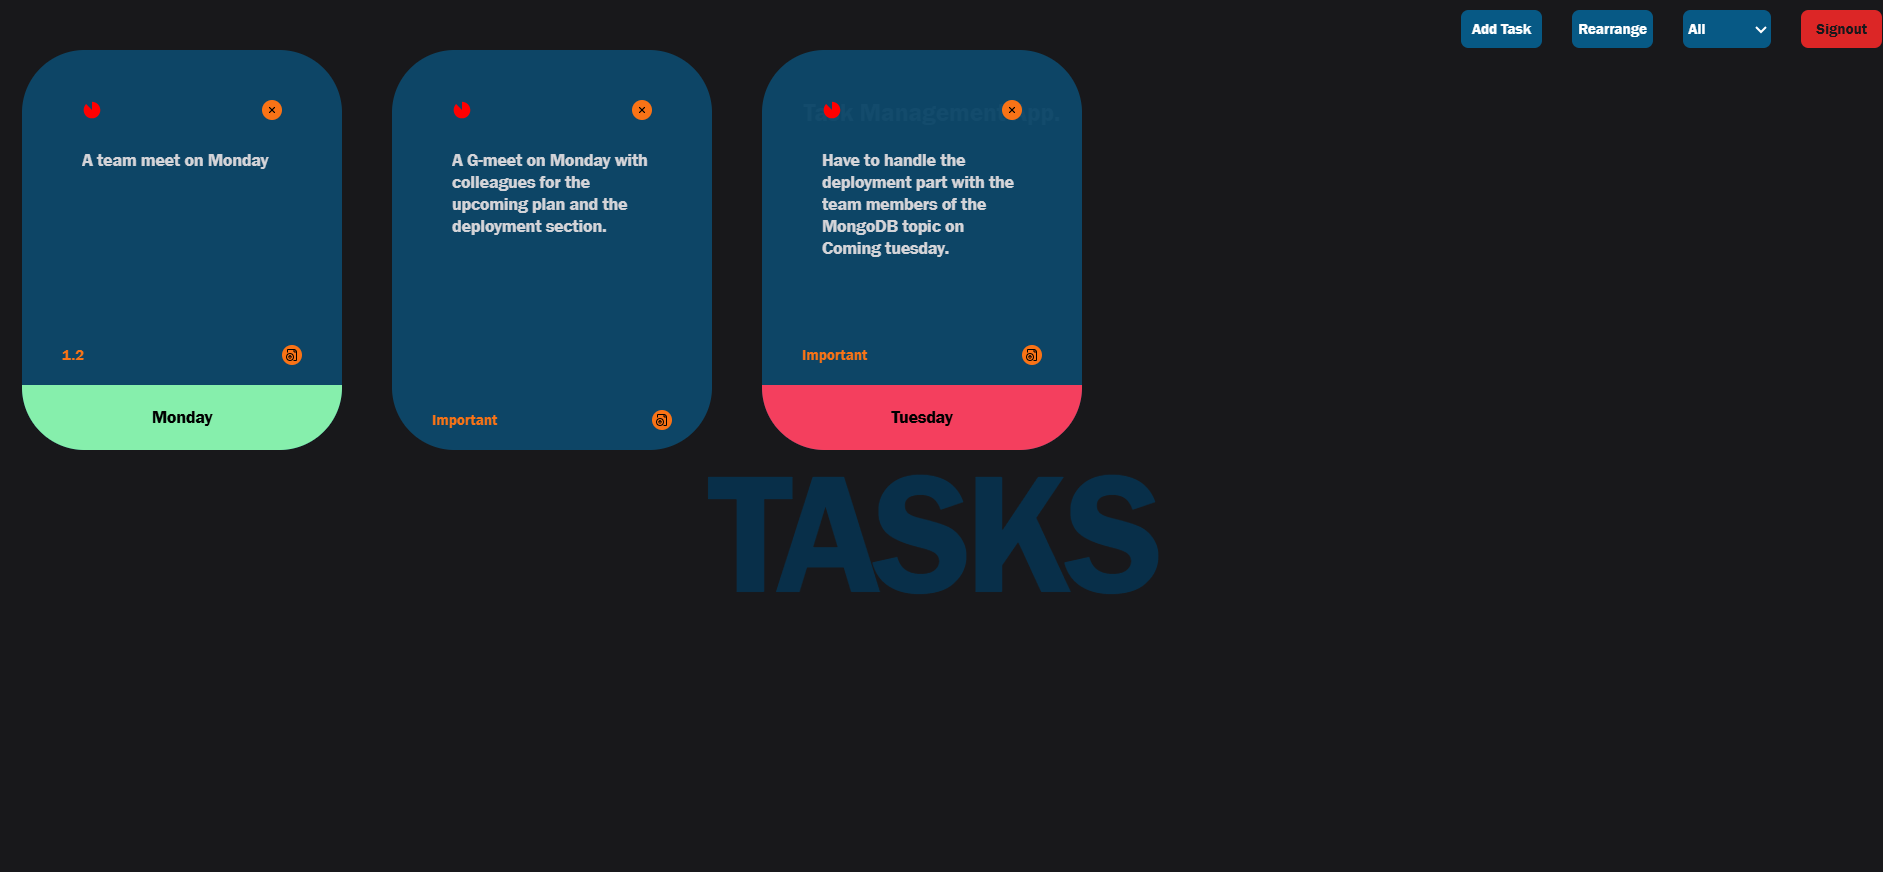 Add Task
Rearrange
All
Signout
A team meet on Monday
1.2
Monday
A G-meet on Monday with
colleagues for the
upcoming plan and the
deployment section.
Important
Task Management App.
Have to handle the
deployment part with the
team members of the
MongoDB topic on
Coming tuesday.
Important
Tuesday
TASKS